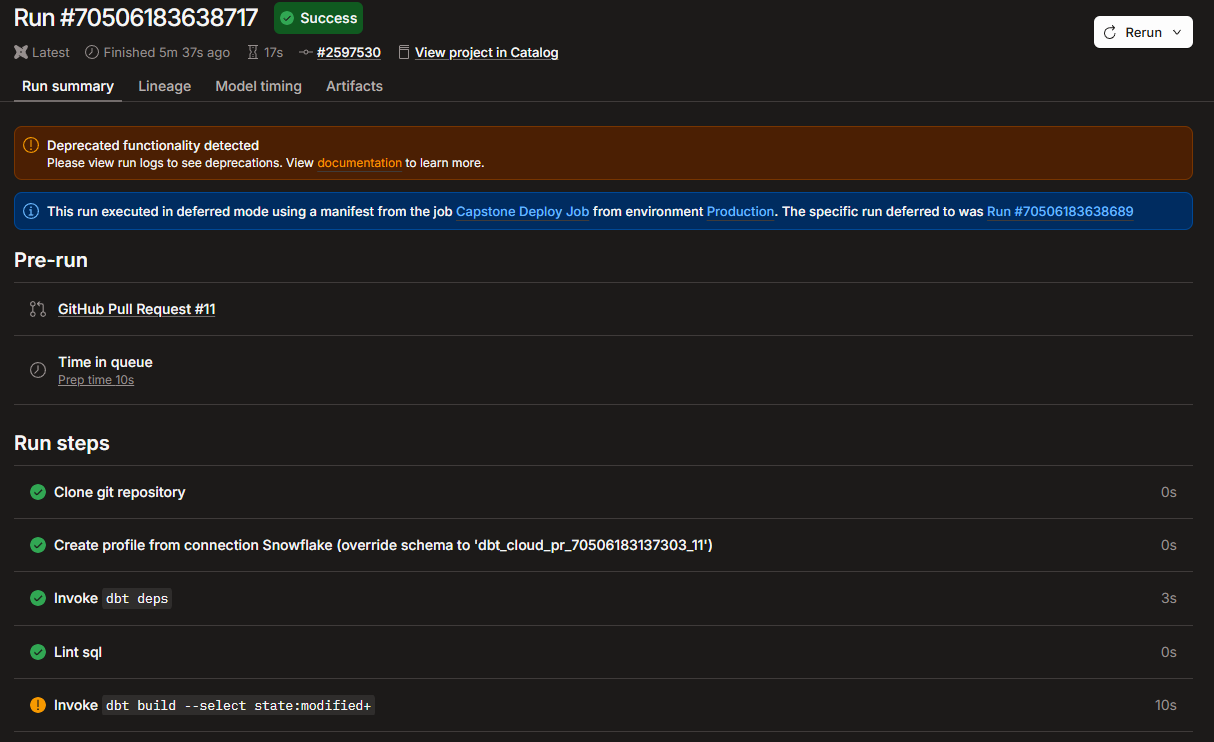 Run #70506183638717 Success
Rerun
Latest Finished 5m 37s ago 17s #2597530 View project in Catalog
Run summary Lineage Model timing Artifacts
Deprecated functionality detected
Please view run logs to see deprecations. View documentation to learn more.
This run executed in deferred mode using a manifest from the job Capstone Deploy Job from environment Production. The specific run deferred to was Run #70506183638689
Pre-run
GitHub Pull Request #11
Time in queue
Prep time 10s
Run steps
Clone git repository 0s
Create profile from connection Snowflake (override schema to 'dbt_cloud_pr_70506183137303_11') 0s
Invoke dbt deps 3s
Lint sql 0s
Invoke dbt build --select state:modified+ 10s